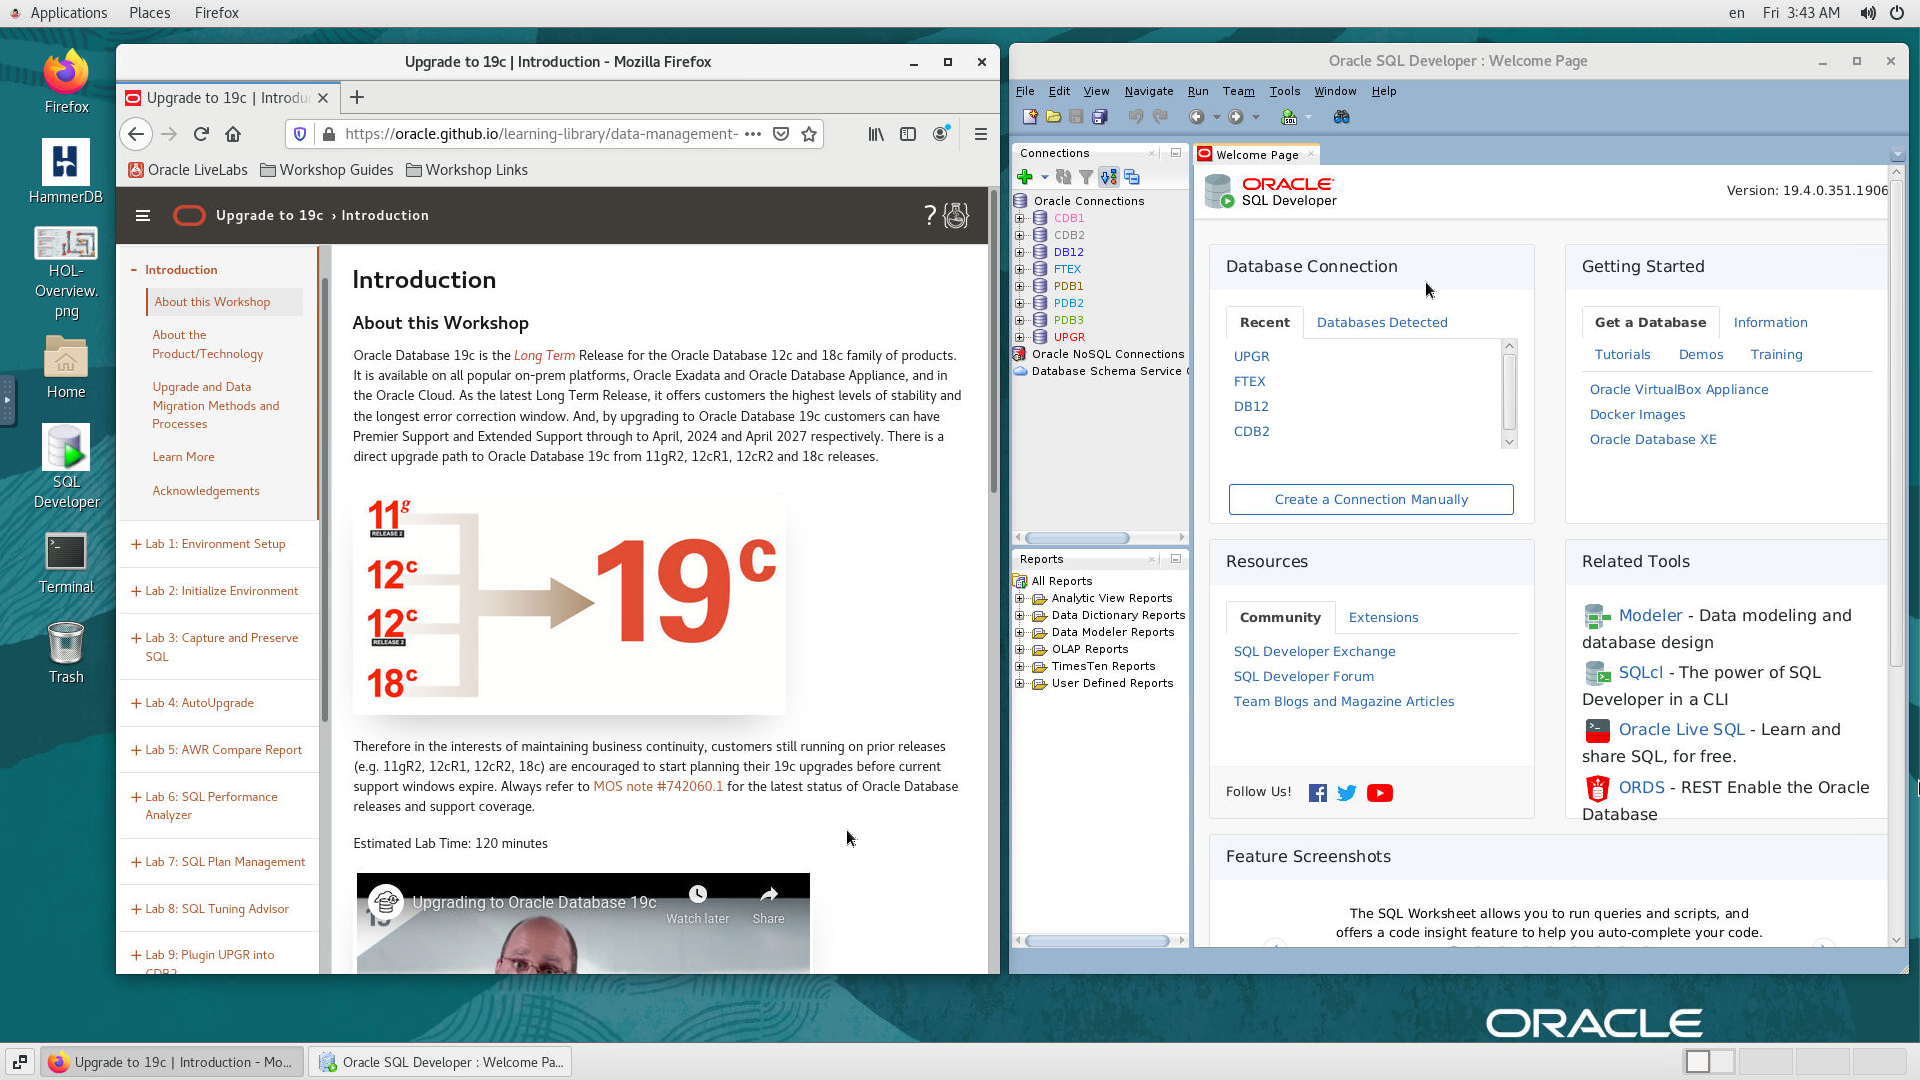 Applications Places Firefox
en Fri 3:43 AM
Firefox
HammerDB
HOL-
Overview.
png
Home
SQL
Developer
Terminal
Trash
Upgrade to 19c | Introduction - Mozilla Firefox
Upgrade to 19c | Introdu
https://oracle.github.io/learning-library/data-management-
Oracle LiveLabs Workshop Guides Workshop Links
Upgrade to 19c › Introduction
?
- Introduction
About this Workshop
About the
Product/Technology
Upgrade and Data
Migration Methods and
Processes
Learn More
Acknowledgements
+ Lab 1: Environment Setup
+ Lab 2: Initialize Environment
+ Lab 3: Capture and Preserve
SQL
+ Lab 4: AutoUpgrade
+ Lab 5: AWR Compare Report
+ Lab 6: SQL Performance
Analyzer
+ Lab 7: SQL Plan Management
+ Lab 8: SQL Tuning Advisor
+ Lab 9: Plugin UPGR into
CDB2
Introduction
About this Workshop
Oracle Database 19c is the Long Term Release for the Oracle Database 12c and 18c family of products.
It is available on all popular on-prem platforms, Oracle Exadata and Oracle Database Appliance, and in
the Oracle Cloud. As the latest Long Term Release, it offers customers the highest levels of stability and
the longest error correction window. And, by upgrading to Oracle Database 19c customers can have
Premier Support and Extended Support through to April, 2024 and April 2027 respectively. There is a
direct upgrade path to Oracle Database 19c from 11gR2, 12cR1, 12cR2 and 18c releases.
11g
RELEASE 2
12c
12c
RELEASE 2
18c
19c
Therefore in the interests of maintaining business continuity, customers still running on prior releases
(e.g. 11gR2, 12cR1, 12cR2, 18c) are encouraged to start planning their 19c upgrades before current
support windows expire. Always refer to MOS note #742060.1 for the latest status of Oracle Database
releases and support coverage.
Estimated Lab Time: 120 minutes
Upgrading to Oracle Database 19c
Watch later Share
Oracle SQL Developer : Welcome Page
File Edit View Navigate Run Team Tools Window Help
Connections
Oracle Connections
CDB1
CDB2
DB12
FTEX
PDB1
PDB2
PDB3
UPGR
Oracle NoSQL Connections
Database Schema Service
Reports
All Reports
Analytic View Reports
Data Dictionary Reports
Data Modeler Reports
OLAP Reports
TimesTen Reports
User Defined Reports
Welcome Page
ORACLE
SQL Developer
Version: 19.4.0.351.1906
Database Connection
Recent Databases Detected
UPGR
FTEX
DB12
CDB2
Create a Connection Manually
Getting Started
Get a Database Information
Tutorials Demos Training
Oracle VirtualBox Appliance
Docker Images
Oracle Database XE
Resources
Community Extensions
SQL Developer Exchange
SQL Developer Forum
Team Blogs and Magazine Articles
Follow Us!
Related Tools
Modeler - Data modeling and
database design
SQLcl - The power of SQL
Developer in a CLI
Oracle Live SQL - Learn and
share SQL, for free.
ORDS - REST Enable the Oracle
Database
Feature Screenshots
The SQL Worksheet allows you to run queries and scripts, and
offers a code insight feature to help you auto-complete your code.
ORACLE
Upgrade to 19c | Introduction - Mo...
Oracle SQL Developer : Welcome Pa...